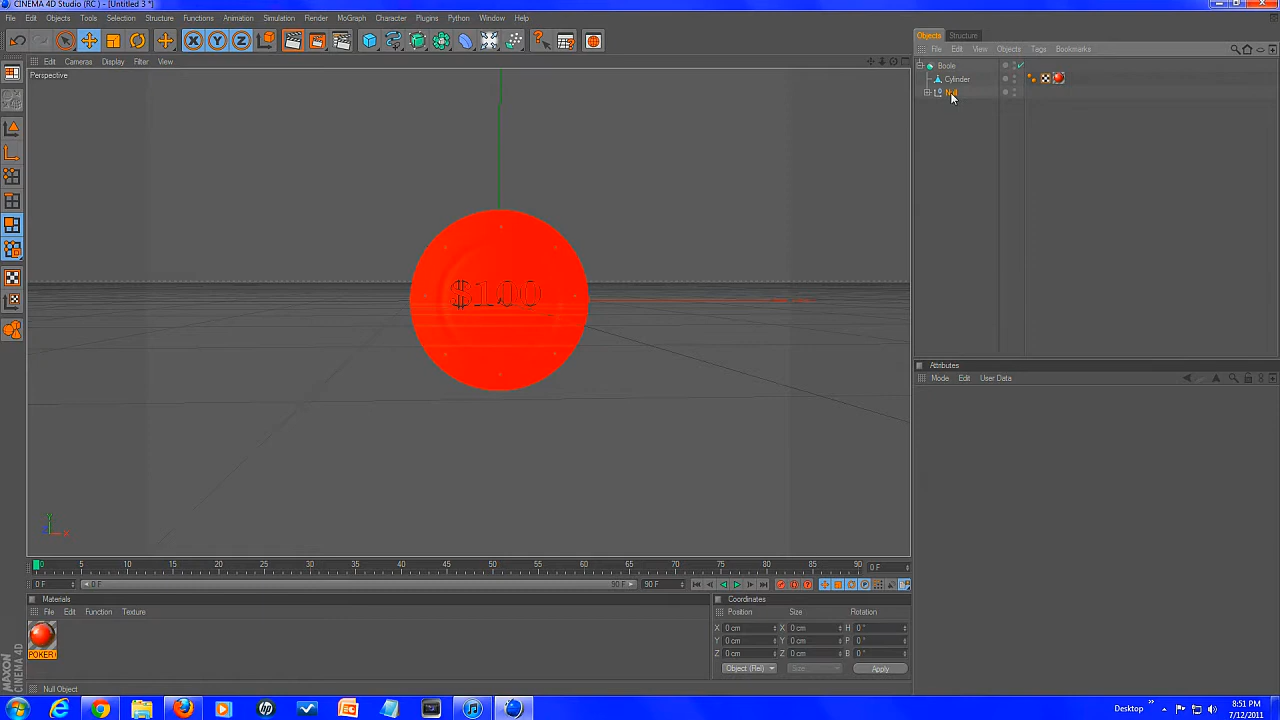 CINEMA 4D Studio (RC) - [Untitled 3 *]
File Edit Objects Tools Selection Structure Functions Animation Simulation Render MoGraph Character Plugins Python Window Help
Edit Cameras Display Filter View
Perspective
$100
Y
X
Objects Structure
File Edit View Objects Tags Bookmarks
Boole
Cylinder
Attributes
Mode Edit User Data
0 5 10 15 20 25 30 35 40 45 50 55 60 65 70 75 80 85 90 0 F
0 F 0 F 90 F 90 F
Materials
File Edit Function Texture
POKER
Coordinates
Position Size Rotation
X 0 cm X 0 cm H 0 °
Y 0 cm Y 0 cm P 0 °
Z 0 cm Z 0 cm B 0 °
Object (Rel) Size Apply
MAXON
CINEMA 4D
Null Object
Desktop
8:51 PM
7/12/2011